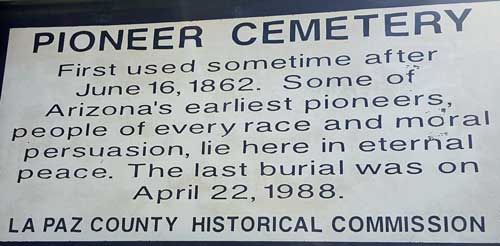 PIONEER CEMETERY
First used sometime after
June 16, 1862. Some of
Arizona's earliest pioneers,
people of every race and moral
persuasion, lie here in eternal
peace. The last burial was on
April 22, 1988.
LA PAZ COUNTY HISTORICAL COMMISSION